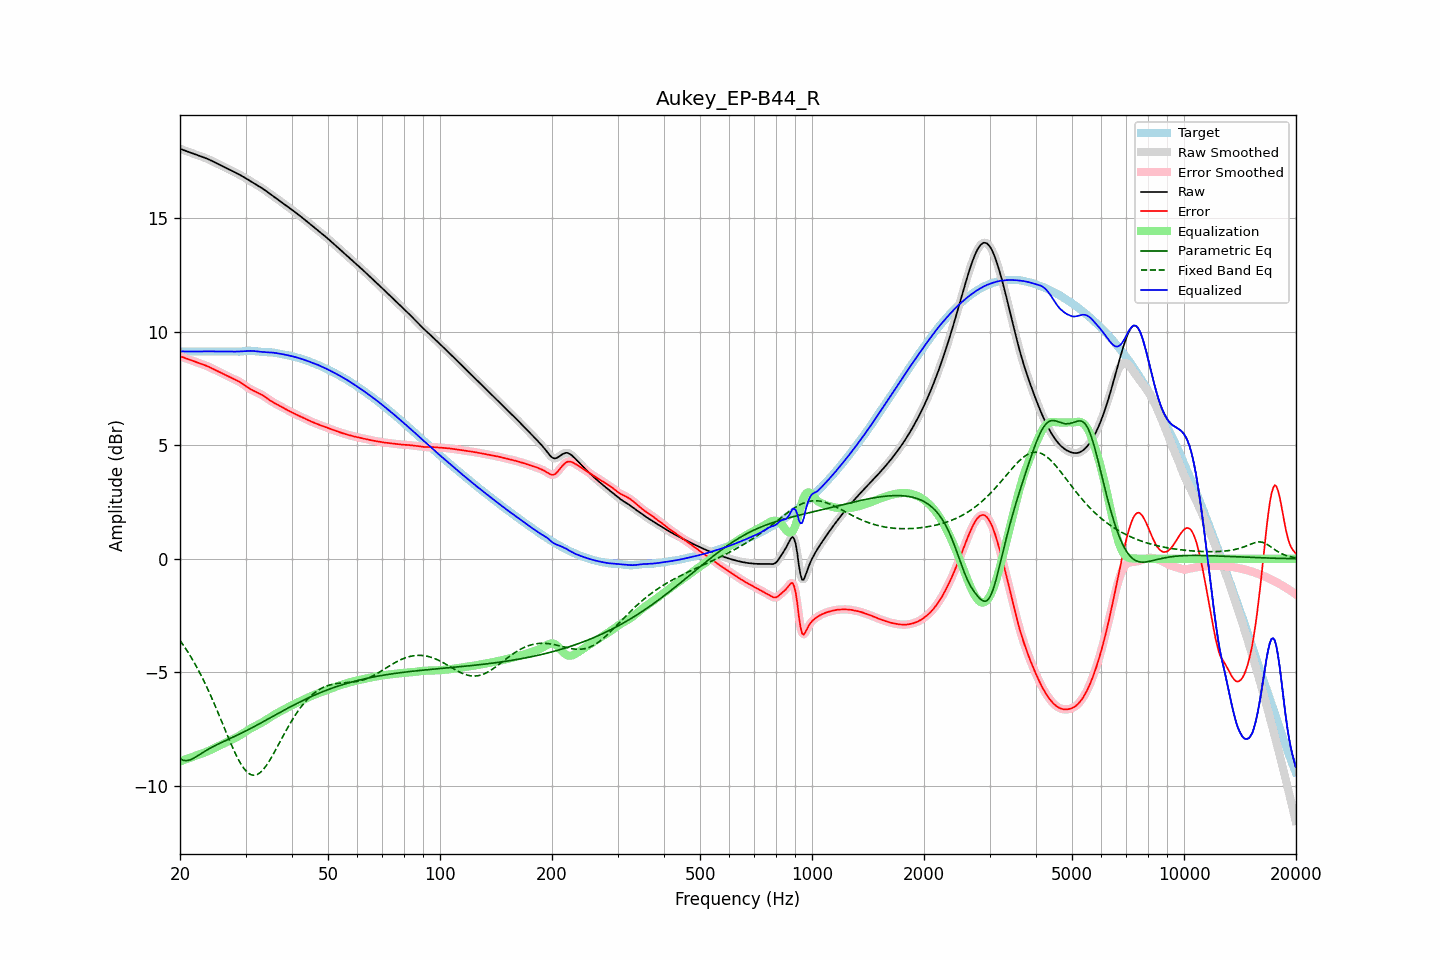 Aukey_EP-B44_R
Target
Raw Smoothed
Error Smoothed
Raw
Error
Equalization
Parametric Eq
Fixed Band Eq
Equalized
Amplitude (dBr)
15
10
5
0
−5
−10
20
50
100
200
500
1000
2000
5000
10000
20000
Frequency (Hz)